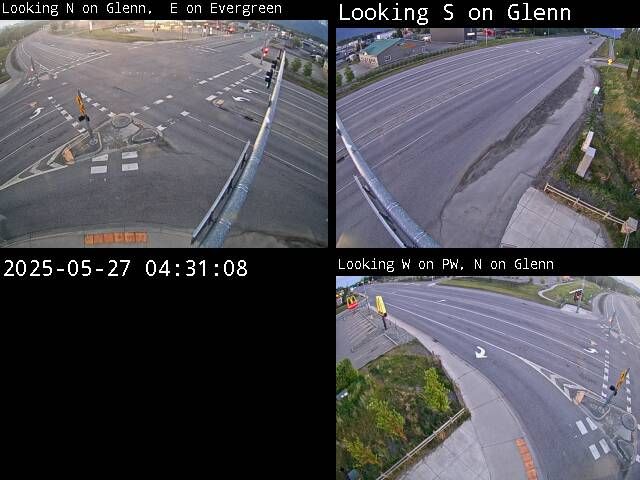 Looking N on Glenn,  E on Evergreen
Looking S on Glenn
2025-05-27 04:31:08
Looking W on PW, N on Glenn